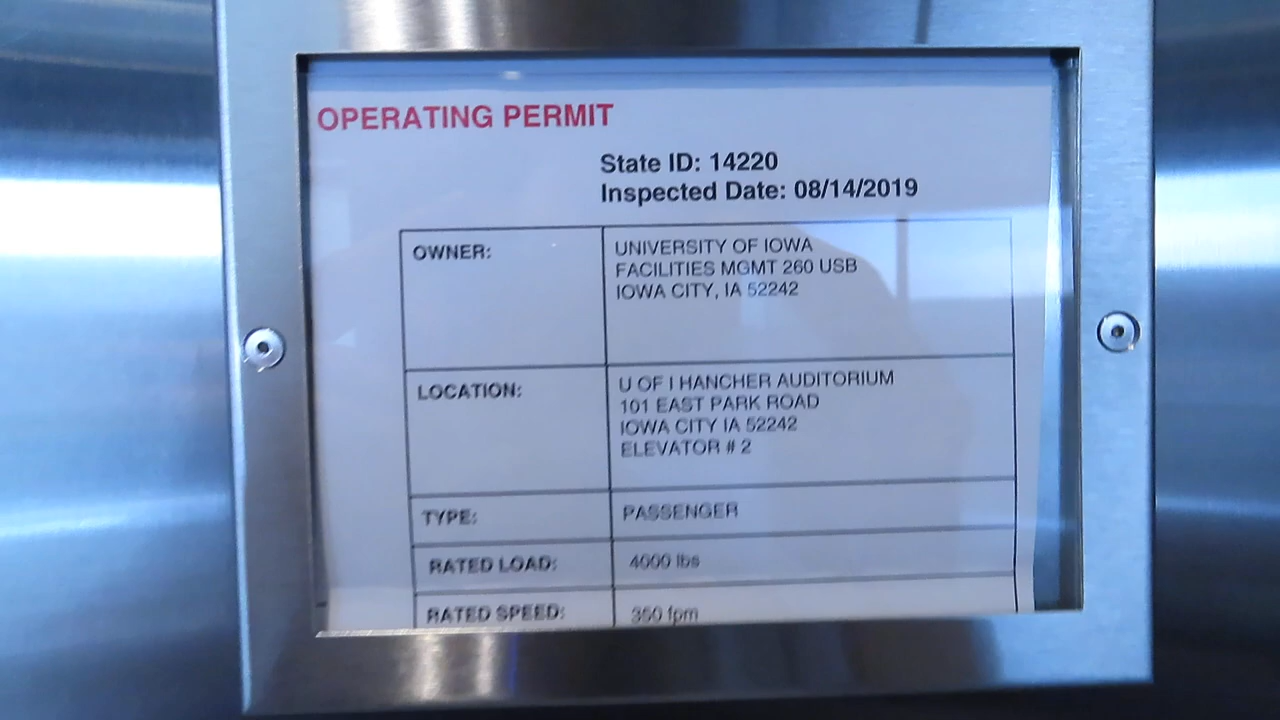 OPERATING PERMIT
State ID: 14220
Inspected Date: 08/14/2019
OWNER:
UNIVERSITY OF IOWA
FACILITIES MGMT 260 USB
IOWA CITY, IA 52242
LOCATION:
U OF I HANCHER AUDITORIUM
101 EAST PARK ROAD
IOWA CITY IA 52242
ELEVATOR # 2
TYPE: PASSENGER
RATED LOAD: 4000 lbs
RATED SPEED: 350 fpm